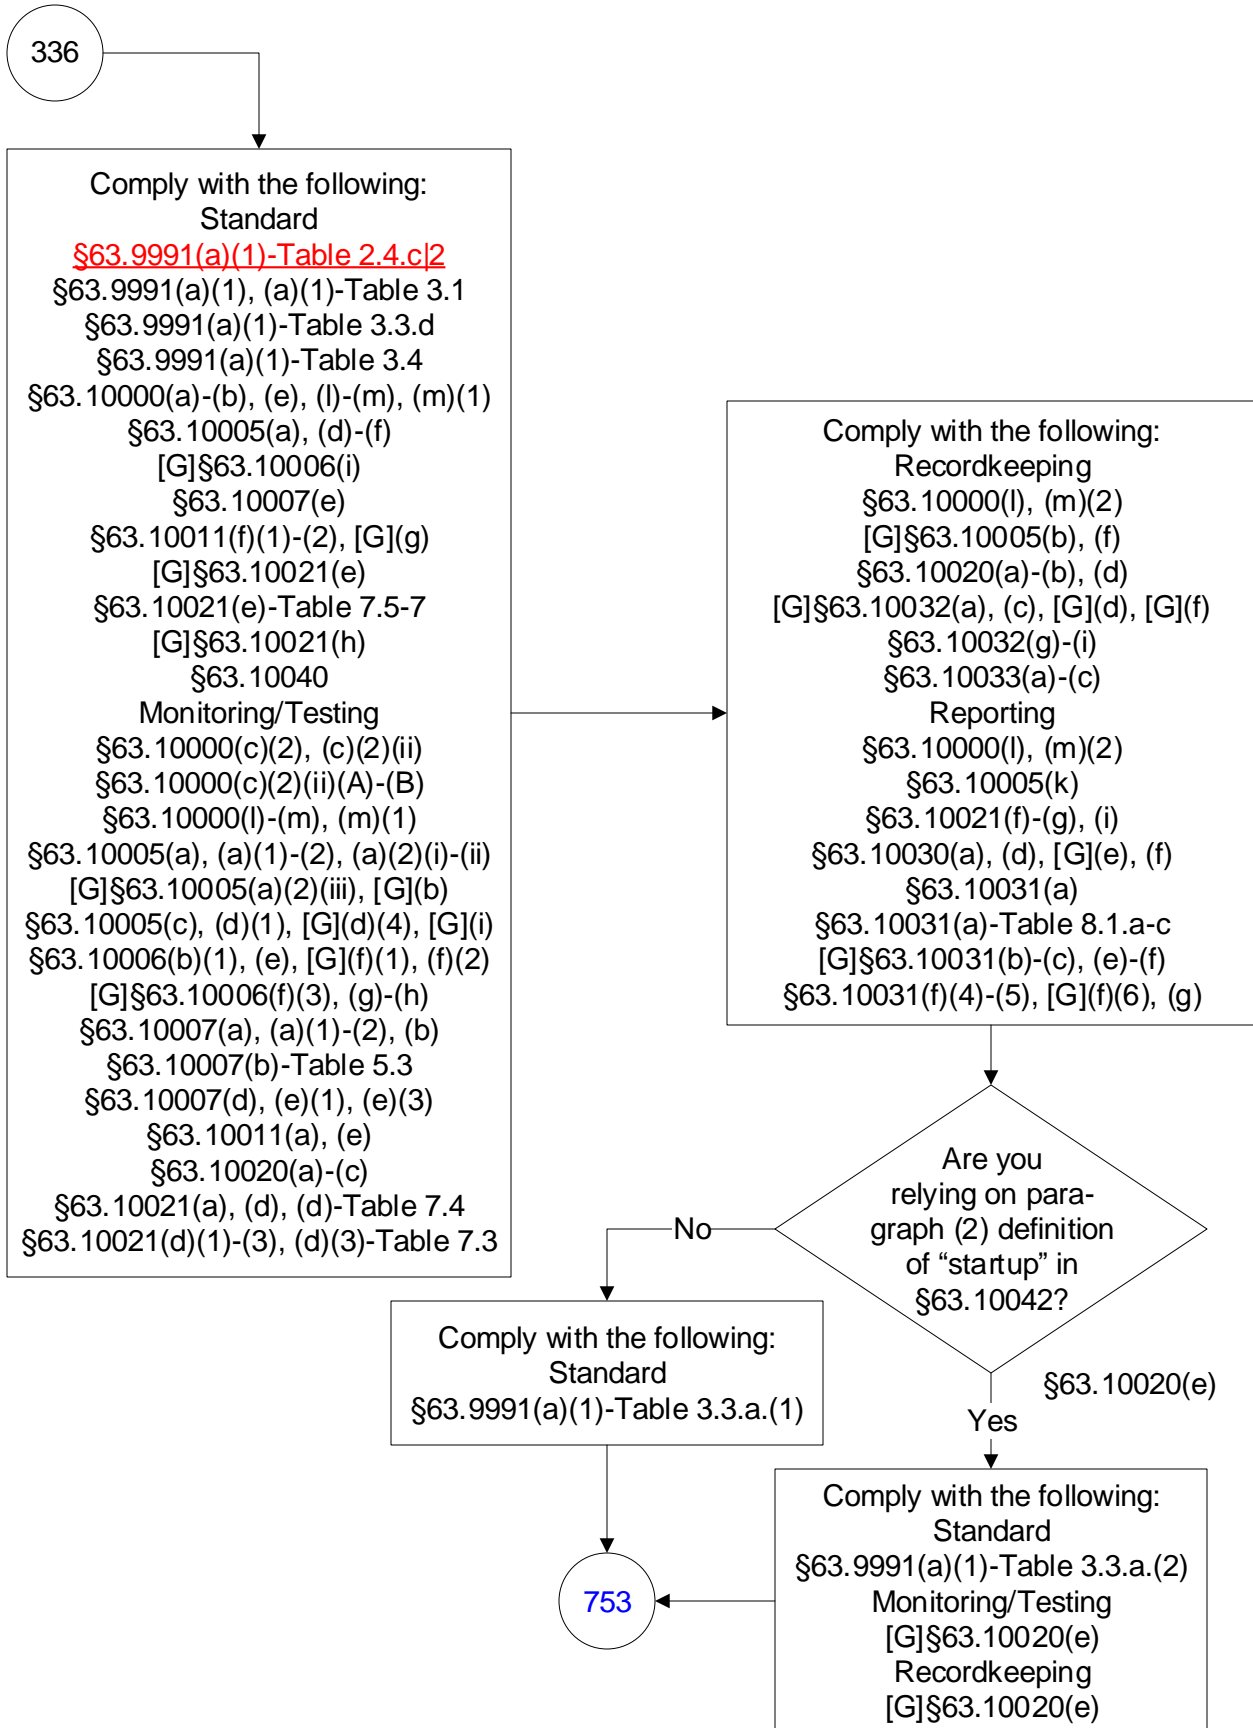 336
Comply with the following:
Standard
§63.9991(a)(1)-Table 2.4.c|2
§63.9991(a)(1), (a)(1)-Table 3.1
§63.9991(a)(1)-Table 3.3.d
§63.9991(a)(1)-Table 3.4
§63.10000(a)-(b), (e), (l)-(m), (m)(1)
§63.10005(a), (d)-(f)
[G]§63.10006(i)
§63.10007(e)
§63.10011(f)(1)-(2), [G](g)
[G]§63.10021(e)
§63.10021(e)-Table 7.5-7
[G]§63.10021(h)
§63.10040
Monitoring/Testing
§63.10000(c)(2), (c)(2)(ii)
§63.10000(c)(2)(ii)(A)-(B)
§63.10000(l)-(m), (m)(1)
§63.10005(a), (a)(1)-(2), (a)(2)(i)-(ii)
[G]§63.10005(a)(2)(iii), [G](b)
§63.10005(c), (d)(1), [G](d)(4), [G](i)
§63.10006(b)(1), (e), [G](f)(1), (f)(2)
[G]§63.10006(f)(3), (g)-(h)
§63.10007(a), (a)(1)-(2), (b)
§63.10007(b)-Table 5.3
§63.10007(d), (e)(1), (e)(3)
§63.10011(a), (e)
§63.10020(a)-(c)
§63.10021(a), (d), (d)-Table 7.4
§63.10021(d)(1)-(3), (d)(3)-Table 7.3
Comply with the following:
Recordkeeping
§63.10000(l), (m)(2)
[G]§63.10005(b), (f)
§63.10020(a)-(b), (d)
[G]§63.10032(a), (c), [G](d), [G](f)
§63.10032(g)-(i)
§63.10033(a)-(c)
Reporting
§63.10000(l), (m)(2)
§63.10005(k)
§63.10021(f)-(g), (i)
§63.10030(a), (d), [G](e), (f)
§63.10031(a)
§63.10031(a)-Table 8.1.a-c
[G]§63.10031(b)-(c), (e)-(f)
§63.10031(f)(4)-(5), [G](f)(6), (g)
Are you
relying on para-
graph (2) definition
of “startup” in
§63.10042?
No
§63.10020(e)
Yes
Comply with the following:
Standard
§63.9991(a)(1)-Table 3.3.a.(1)
Comply with the following:
Standard
§63.9991(a)(1)-Table 3.3.a.(2)
Monitoring/Testing
[G]§63.10020(e)
Recordkeeping
[G]§63.10020(e)
753